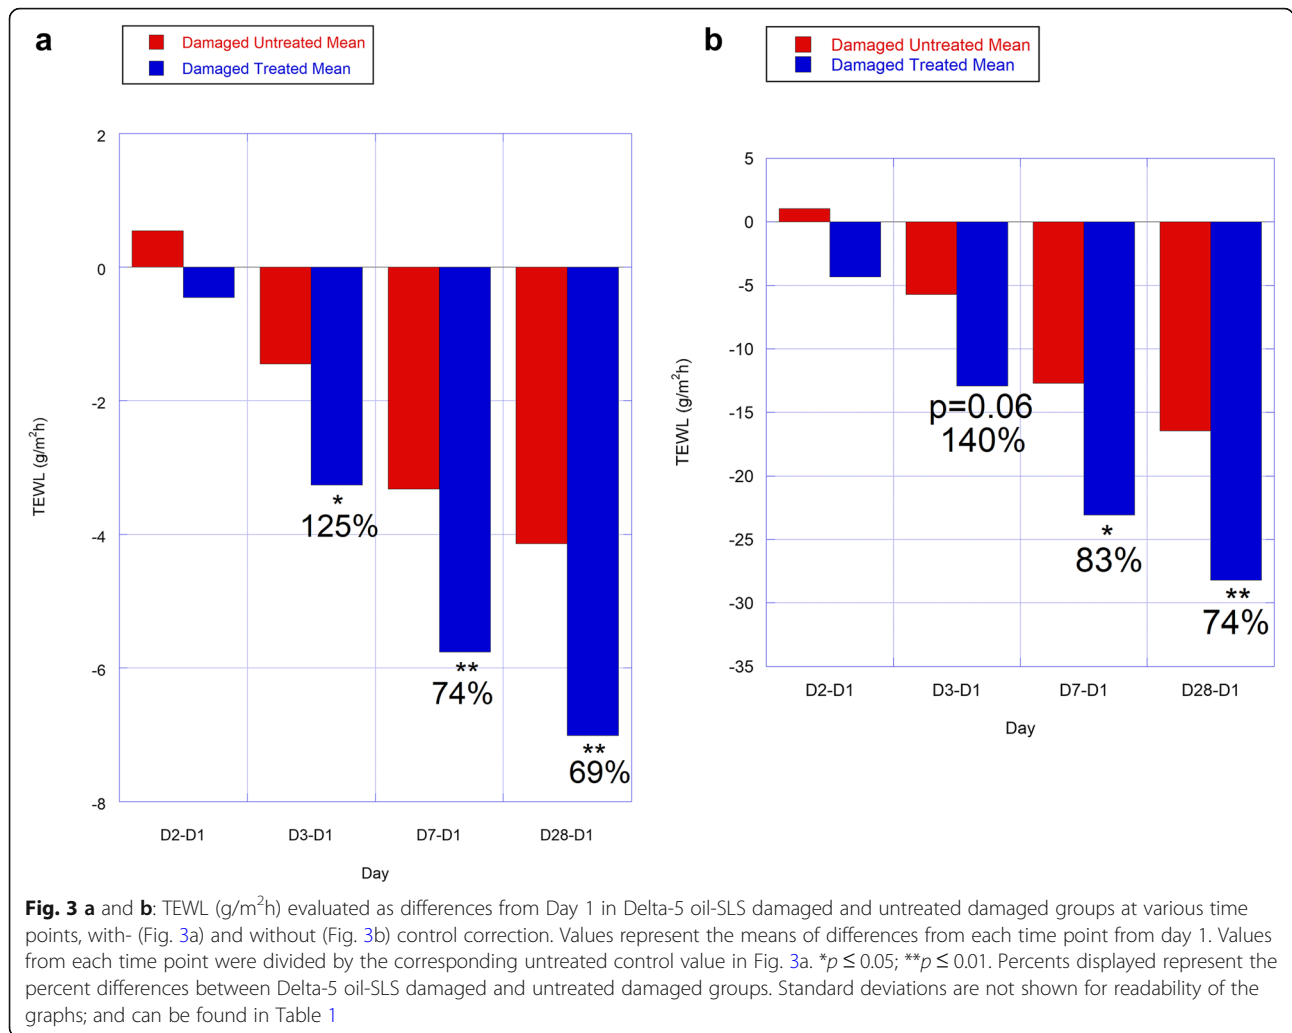 a
Damaged Untreated Mean
Damaged Treated Mean
2
0
-2
-4
-6
-8
TEWL (g/m²h)
*
125%
**
74%
**
69%
D2-D1 D3-D1 D7-D1 D28-D1
Day
b
Damaged Untreated Mean
Damaged Treated Mean
5
0
-5
-10
-15
-20
-25
-30
-35
TEWL (g/m²h)
p=0.06
140%
*
83%
**
74%
D2-D1 D3-D1 D7-D1 D28-D1
Day
Fig. 3 a and b: TEWL (g/m²h) evaluated as differences from Day 1 in Delta-5 oil-SLS damaged and untreated damaged groups at various time
points, with- (Fig. 3a) and without (Fig. 3b) control correction. Values represent the means of differences from each time point from day 1. Values
from each time point were divided by the corresponding untreated control value in Fig. 3a. *p ≤ 0.05; **p ≤ 0.01. Percents displayed represent the
percent differences between Delta-5 oil-SLS damaged and untreated damaged groups. Standard deviations are not shown for readability of the
graphs; and can be found in Table 1